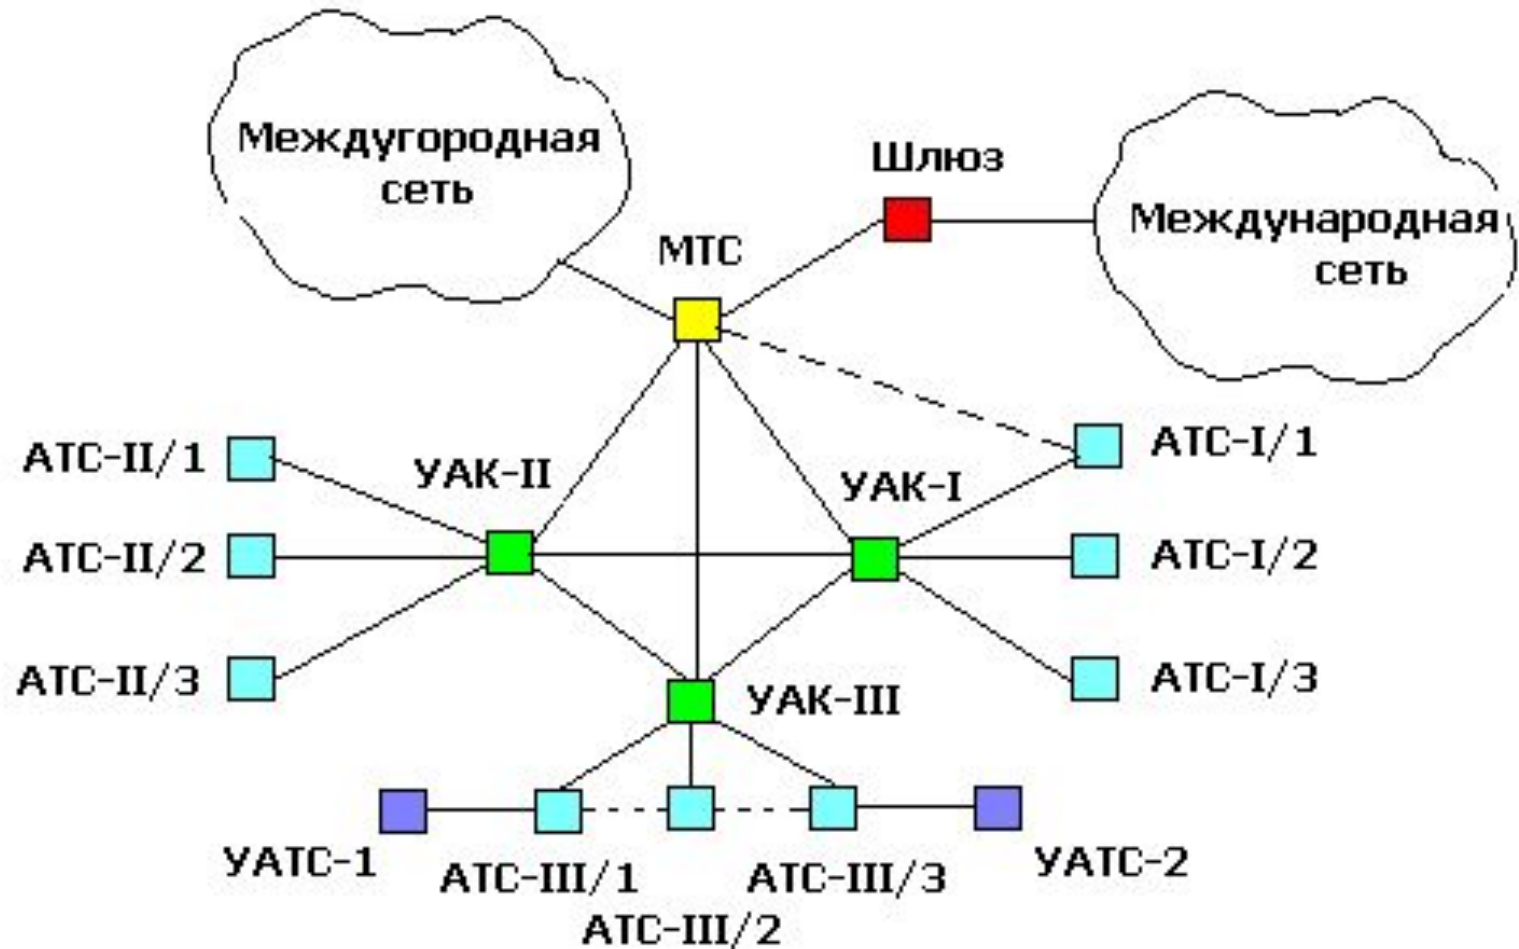 Междугородная
сеть
Шлюз
Международная
сеть
МТС
АТС-II/1
УАК-II
УАК-I
АТС-I/1
АТС-II/2
АТС-I/2
АТС-II/3
УАК-III
АТС-I/3
УАТС-1
АТС-III/1
АТС-III/2
АТС-III/3
УАТС-2